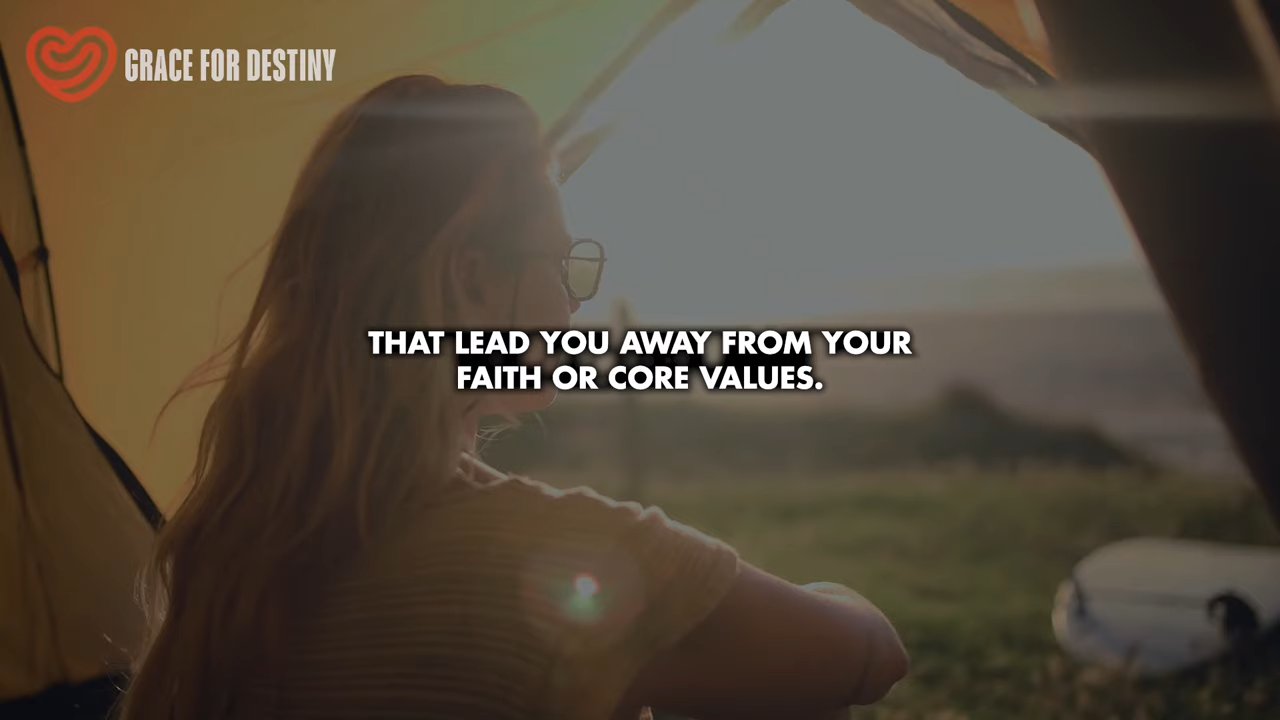 GRACE FOR DESTINY
THAT LEAD YOU AWAY FROM YOUR
FAITH OR CORE VALUES.